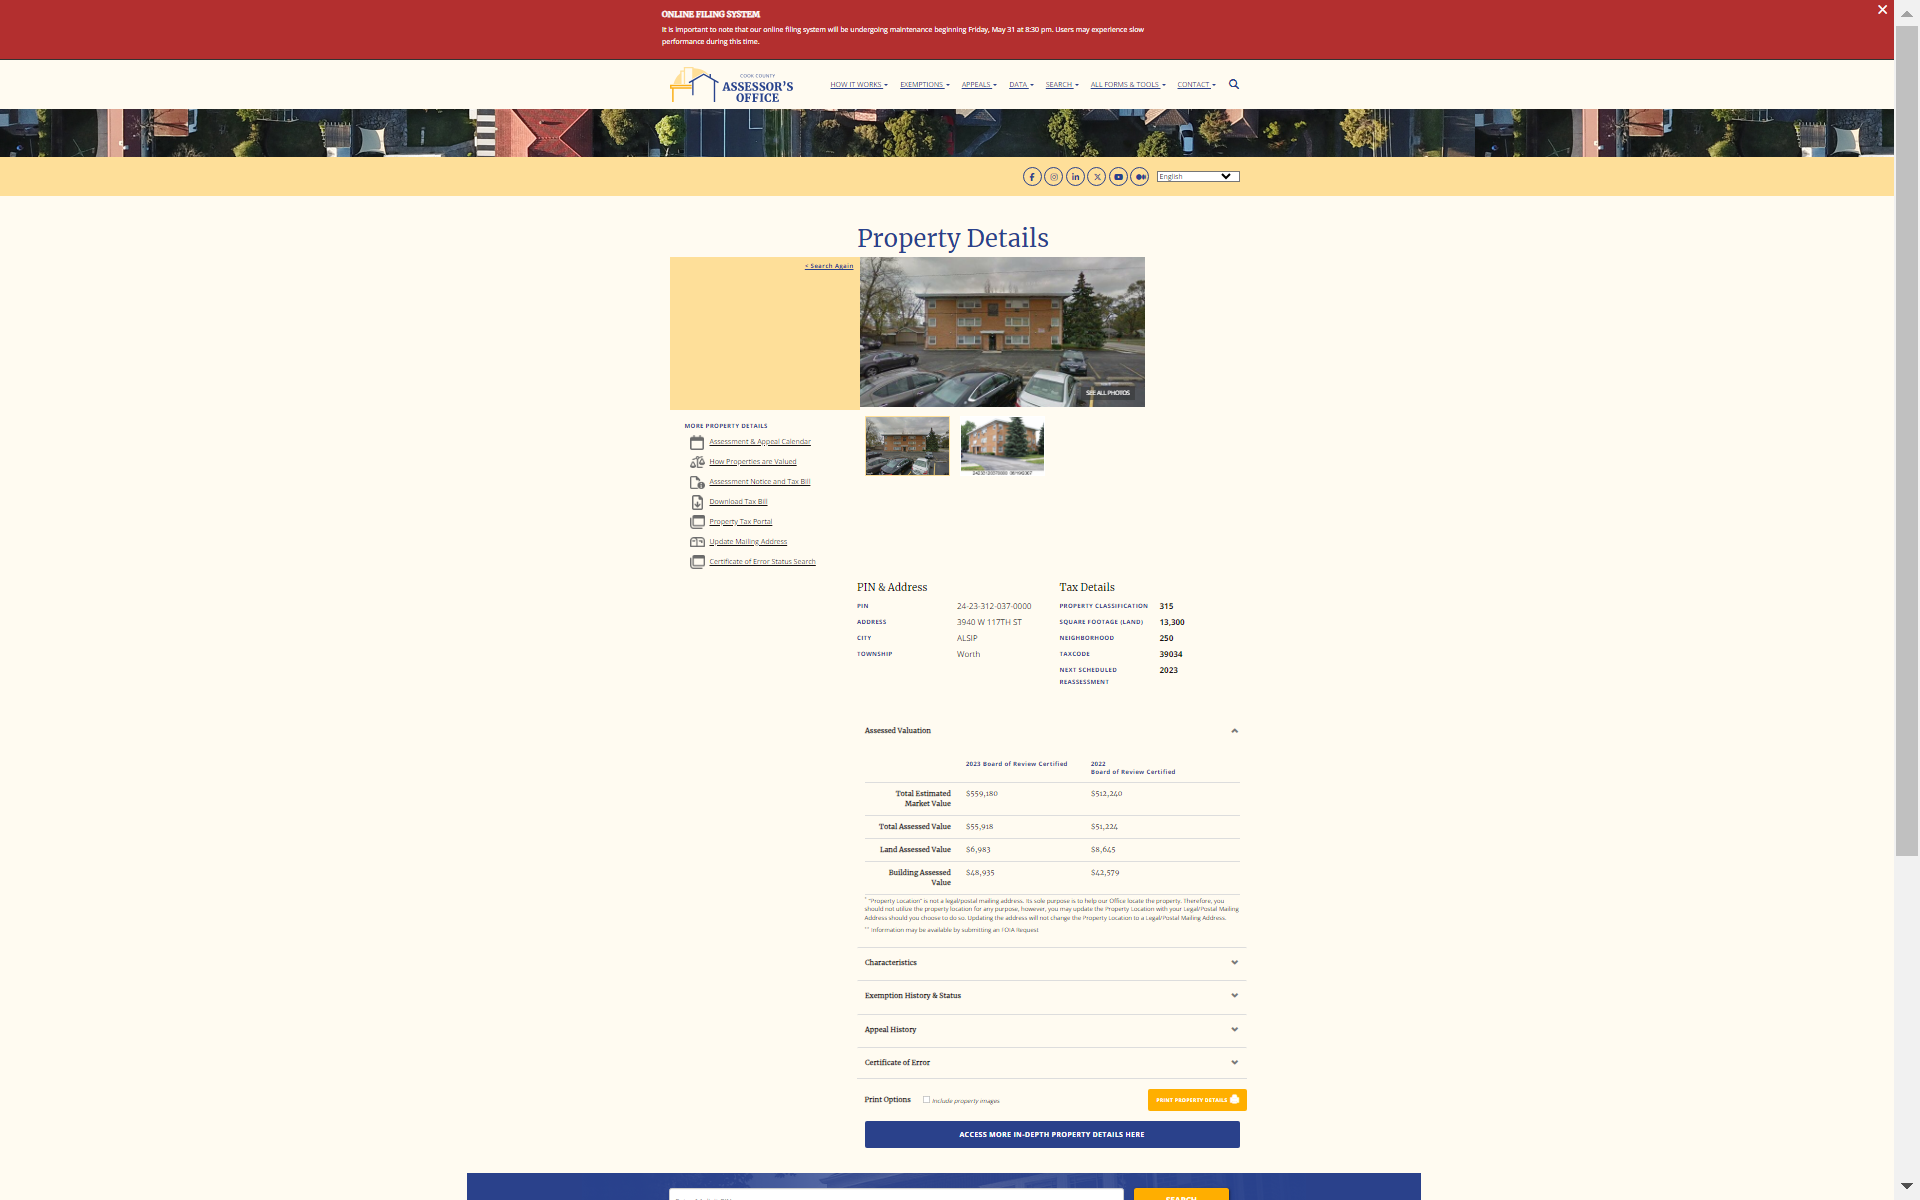 ONLINE FILING SYSTEM
It is important to note that our online filing system will be undergoing maintenance beginning Friday, May 31 at 8:30 pm. Users may experience slow
performance during this time.
COOK COUNTY
ASSESSOR'S
OFFICE
HOW IT WORKS
EXEMPTIONS
APPEALS
DATA
SEARCH
ALL FORMS & TOOLS
CONTACT
English
Property Details
< Search Again
SEE ALL PHOTOS
MORE PROPERTY DETAILS
Assessment & Appeal Calendar
How Properties are Valued
Assessment Notice and Tax Bill
Download Tax Bill
Property Tax Portal
Update Mailing Address
Certificate of Error Status Search
PIN & Address
PIN 24-23-312-037-0000
ADDRESS 3940 W 117TH ST
CITY ALSIP
TOWNSHIP Worth
Tax Details
PROPERTY CLASSIFICATION 315
SQUARE FOOTAGE (LAND) 13,300
NEIGHBORHOOD 250
TAXCODE 39034
NEXT SCHEDULED 2023
REASSESSMENT
Assessed Valuation
2023 Board of Review Certified 2022
Board of Review Certified
Total Estimated $559,180 $512,240
Market Value
Total Assessed Value $55,918 $51,224
Land Assessed Value $6,983 $8,645
Building Assessed $48,935 $42,579
Value
* "Property Location" is not a legal/postal mailing address. Its sole purpose is to help our Office locate the property. Therefore, you
should not utilize the property location for any purpose, however, you may update the Property Location with your Legal/Postal Mailing
Address should you choose to do so. Updating the address will not change the Property Location to a Legal/Postal Mailing Address.
** Information may be available by submitting an FOIA Request
Characteristics
Exemption History & Status
Appeal History
Certificate of Error
Print Options
Include property images
PRINT PROPERTY DETAILS
ACCESS MORE IN-DEPTH PROPERTY DETAILS HERE
SEARCH